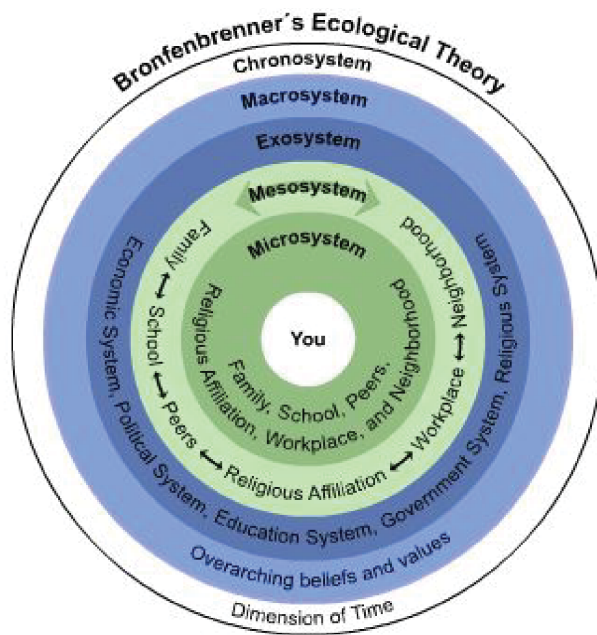 Bronfenbrenner´s Ecological Theory
Chronosystem
Macrosystem
Exosystem
Mesosystem
Microsystem
You
Family, School, Peers,
Religious Affiliation, Workplace, and Neighborhood
Family ↔ School ↔ Peers ↔ Religious Affiliation ↔ Workplace ↔ Neighborhood
Economic System, Political System, Education System, Government System, Religious System
Overarching beliefs and values
Dimension of Time